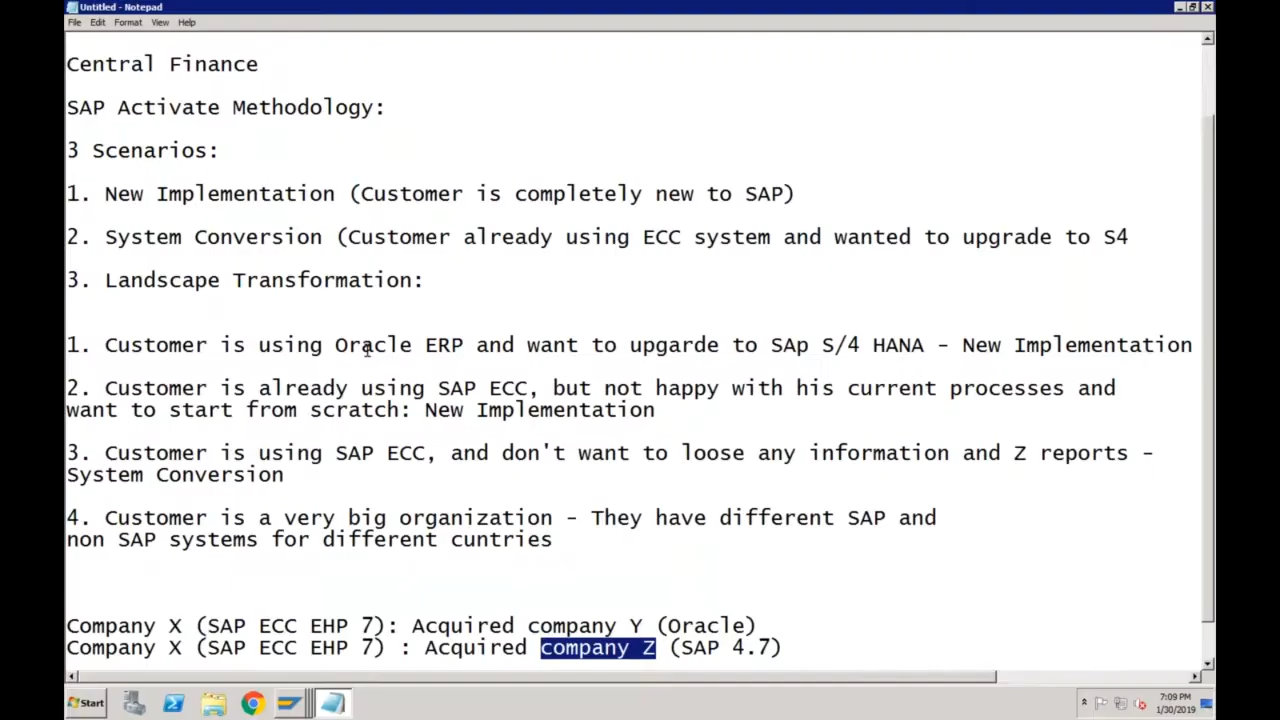 Untitled - Notepad
File Edit Format View Help
Central Finance
SAP Activate Methodology:
3 Scenarios:
1. New Implementation (Customer is completely new to SAP)
2. System Conversion (Customer already using ECC system and wanted to upgrade to S4
3. Landscape Transformation:
1. Customer is using Oracle ERP and want to upgarde to SAp S/4 HANA - New Implementation
2. Customer is already using SAP ECC, but not happy with his current processes and
want to start from scratch: New Implementation
3. Customer is using SAP ECC, and don't want to loose any information and Z reports -
System Conversion
4. Customer is a very big organization - They have different SAP and
non SAP systems for different cuntries
Company X (SAP ECC EHP 7): Acquired company Y (Oracle)
Company X (SAP ECC EHP 7) : Acquired company Z (SAP 4.7)
Start
7:09 PM
1/30/2019